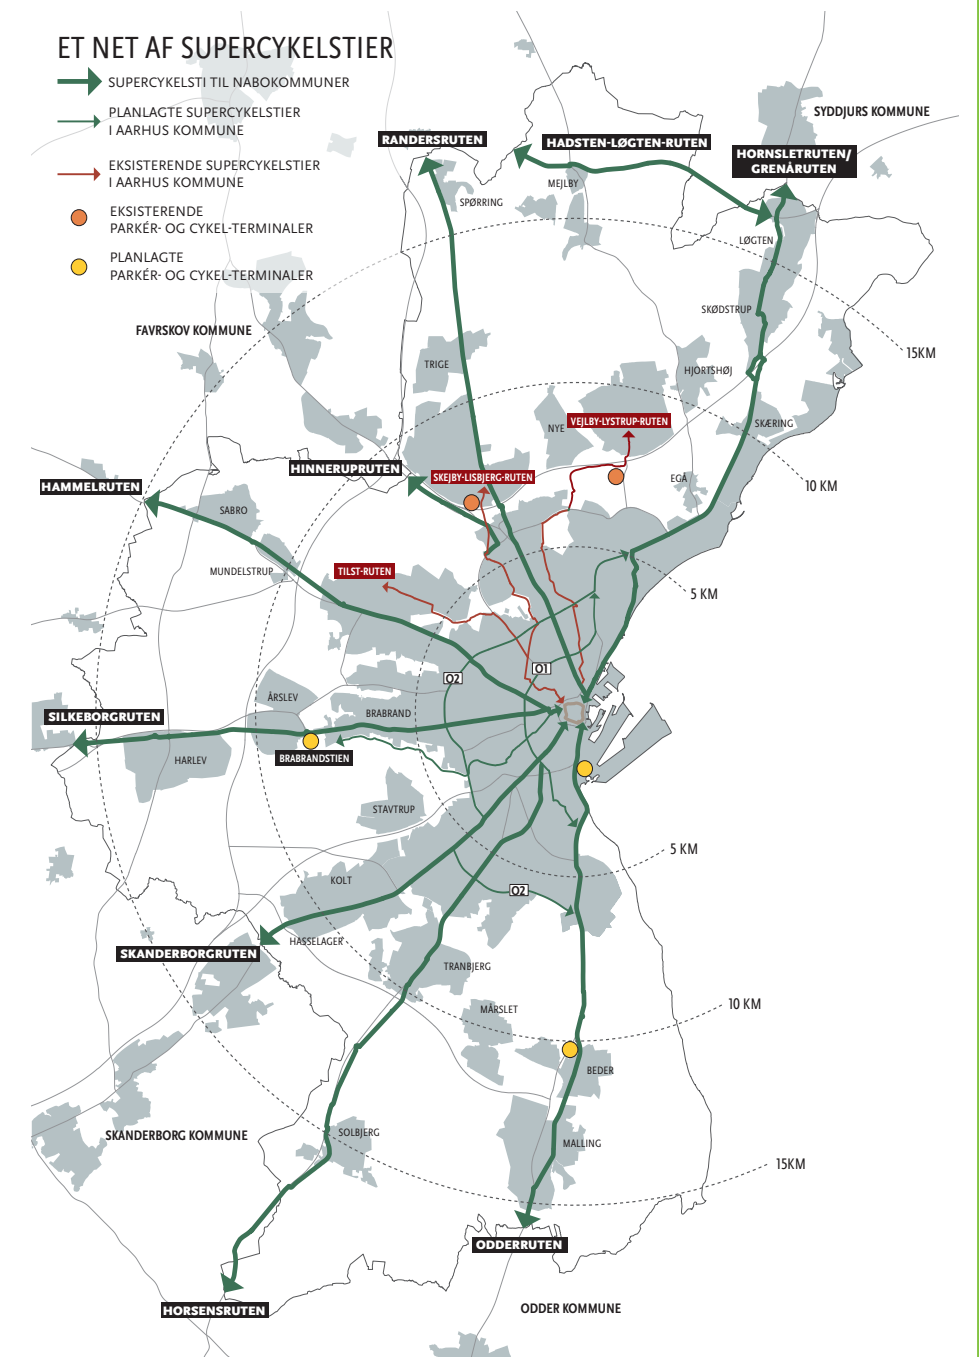 ET NET AF SUPERCYKELSTIER
SUPERCYKELSTI TIL NABOKOMMUNER
PLANLAGTE SUPERCYKELSTIER
I AARHUS KOMMUNE
EKSISTERENDE SUPERCYKELSTIER
I AARHUS KOMMUNE
EKSISTERENDE
PARKÉR- OG CYKEL-TERMINALER
PLANLAGTE
PARKÉR- OG CYKEL-TERMINALER
SYDDJURS KOMMUNE
RANDERSRUTEN
HADSTEN-LØGTEN-RUTEN
HORNSLETRUTEN/
GRENÅRUTEN
MEJLBY
SPØRRING
LØGTEN
SKØDSTRUP
FAVRSKOV KOMMUNE
15KM
TRIGE
HJORTSHØJ
NYE
VEJLBY-LYSTRUP-RUTEN
SKÆRING
HINNERUPRUTEN
SKEJBY-LISBJERG-RUTEN
EGÅ
10 KM
HAMMELRUTEN
SABRO
MUNDELSTRUP
TILST-RUTEN
5 KM
O1
O2
ÅRSLEV
BRABRAND
SILKEBORGRUTEN
HARLEV
BRABRANDSTIEN
STAVTRUP
5 KM
KOLT
O2
HASSELAGER
SKANDERBORGRUTEN
TRANBJERG
MÅRSLET
10 KM
BEDER
SKANDERBORG KOMMUNE
SOLBJERG
MALLING
15KM
ODDERRUTEN
HORSENSRUTEN
ODDER KOMMUNE